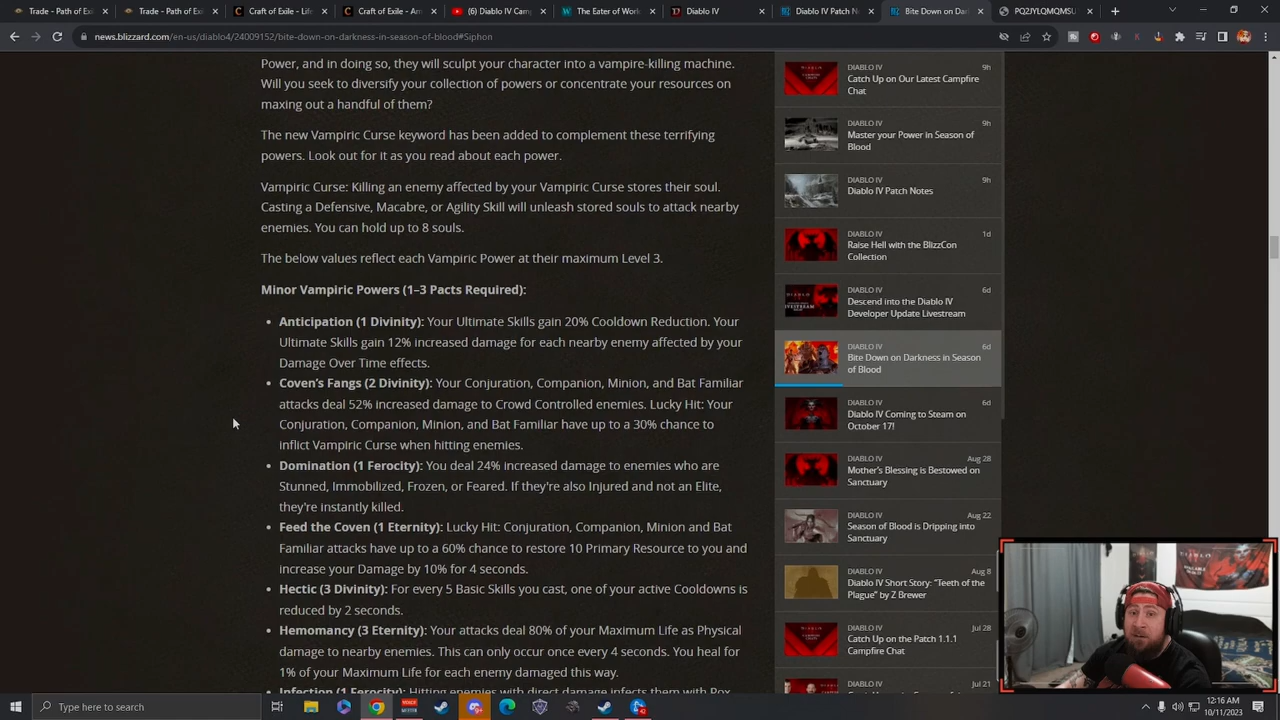 Trade - Path of Ex
Trade - Path of Exil
Craft of Exile - Life
Craft of Exile - Am
(6) Diablo IV Camp
The Eater of World
Diablo IV
Diablo IV Patch No
Bite Down on Dark
PQ2JYLQMQMSU
news.blizzard.com/en-us/diablo4/24009152/bite-down-on-darkness-in-season-of-blood#Siphon
Power, and in doing so, they will sculpt your character into a vampire-killing machine.
Will you seek to diversify your collection of powers or concentrate your resources on
maxing out a handful of them?
The new Vampiric Curse keyword has been added to complement these terrifying
powers. Look out for it as you read about each power.
Vampiric Curse: Killing an enemy affected by your Vampiric Curse stores their soul.
Casting a Defensive, Macabre, or Agility Skill will unleash stored souls to attack nearby
enemies. You can hold up to 8 souls.
The below values reflect each Vampiric Power at their maximum Level 3.
Minor Vampiric Powers (1–3 Pacts Required):
• Anticipation (1 Divinity): Your Ultimate Skills gain 20% Cooldown Reduction. Your
Ultimate Skills gain 12% increased damage for each nearby enemy affected by your
Damage Over Time effects.
• Coven's Fangs (2 Divinity): Your Conjuration, Companion, Minion, and Bat Familiar
attacks deal 52% increased damage to Crowd Controlled enemies. Lucky Hit: Your
Conjuration, Companion, Minion, and Bat Familiar have up to a 30% chance to
inflict Vampiric Curse when hitting enemies.
• Domination (1 Ferocity): You deal 24% increased damage to enemies who are
Stunned, Immobilized, Frozen, or Feared. If they're also Injured and not an Elite,
they're instantly killed.
• Feed the Coven (1 Eternity): Lucky Hit: Conjuration, Companion, Minion and Bat
Familiar attacks have up to a 60% chance to restore 10 Primary Resource to you and
increase your Damage by 10% for 4 seconds.
• Hectic (3 Divinity): For every 5 Basic Skills you cast, one of your active Cooldowns is
reduced by 2 seconds.
• Hemomancy (3 Eternity): Your attacks deal 80% of your Maximum Life as Physical
damage to nearby enemies. This can only occur once every 4 seconds. You heal for
1% of your Maximum Life for each enemy damaged this way.
• Infection (1 Ferocity): Hitting enemies with direct damage infects them with Pox.
DIABLO IV 9h
Catch Up on Our Latest Campfire
Chat
DIABLO IV 9h
Master your Power in Season of
Blood
DIABLO IV 9h
Diablo IV Patch Notes
DIABLO IV 1d
Raise Hell with the BlizzCon
Collection
DIABLO IV 6d
Descend into the Diablo IV
Developer Update Livestream
DIABLO IV 6d
Bite Down on Darkness in Season
of Blood
DIABLO IV 6d
Diablo IV Coming to Steam on
October 17!
DIABLO IV Aug 28
Mother's Blessing is Bestowed on
Sanctuary
DIABLO IV Aug 22
Season of Blood is Dripping into
Sanctuary
DIABLO IV Aug 8
Diablo IV Short Story: "Teeth of the
Plague" by Z Brewer
DIABLO IV Jul 28
Catch Up on the Patch 1.1.1
Campfire Chat
DIABLO IV Jul 21
Type here to search
12:16 AM
10/11/2023